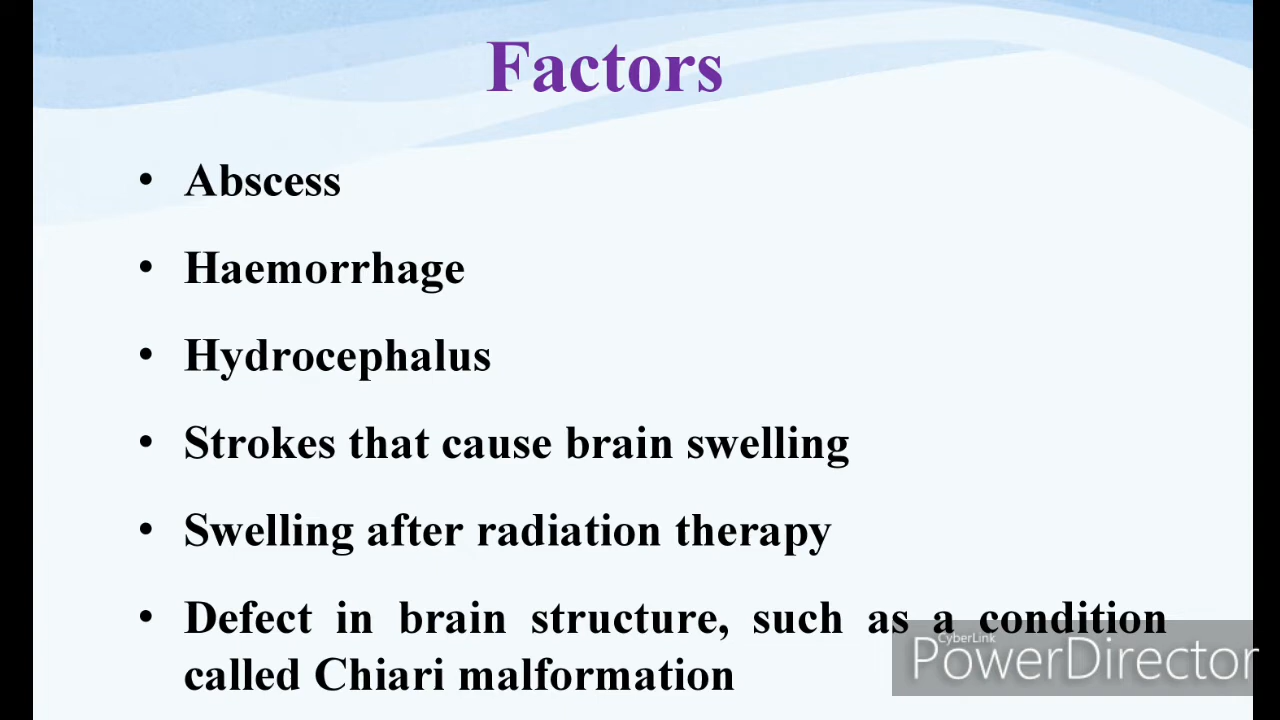 Factors
• Abscess
• Haemorrhage
• Hydrocephalus
• Strokes that cause brain swelling
• Swelling after radiation therapy
• Defect in brain structure, such as a condition
called Chiari malformation
CyberLink
PowerDirector